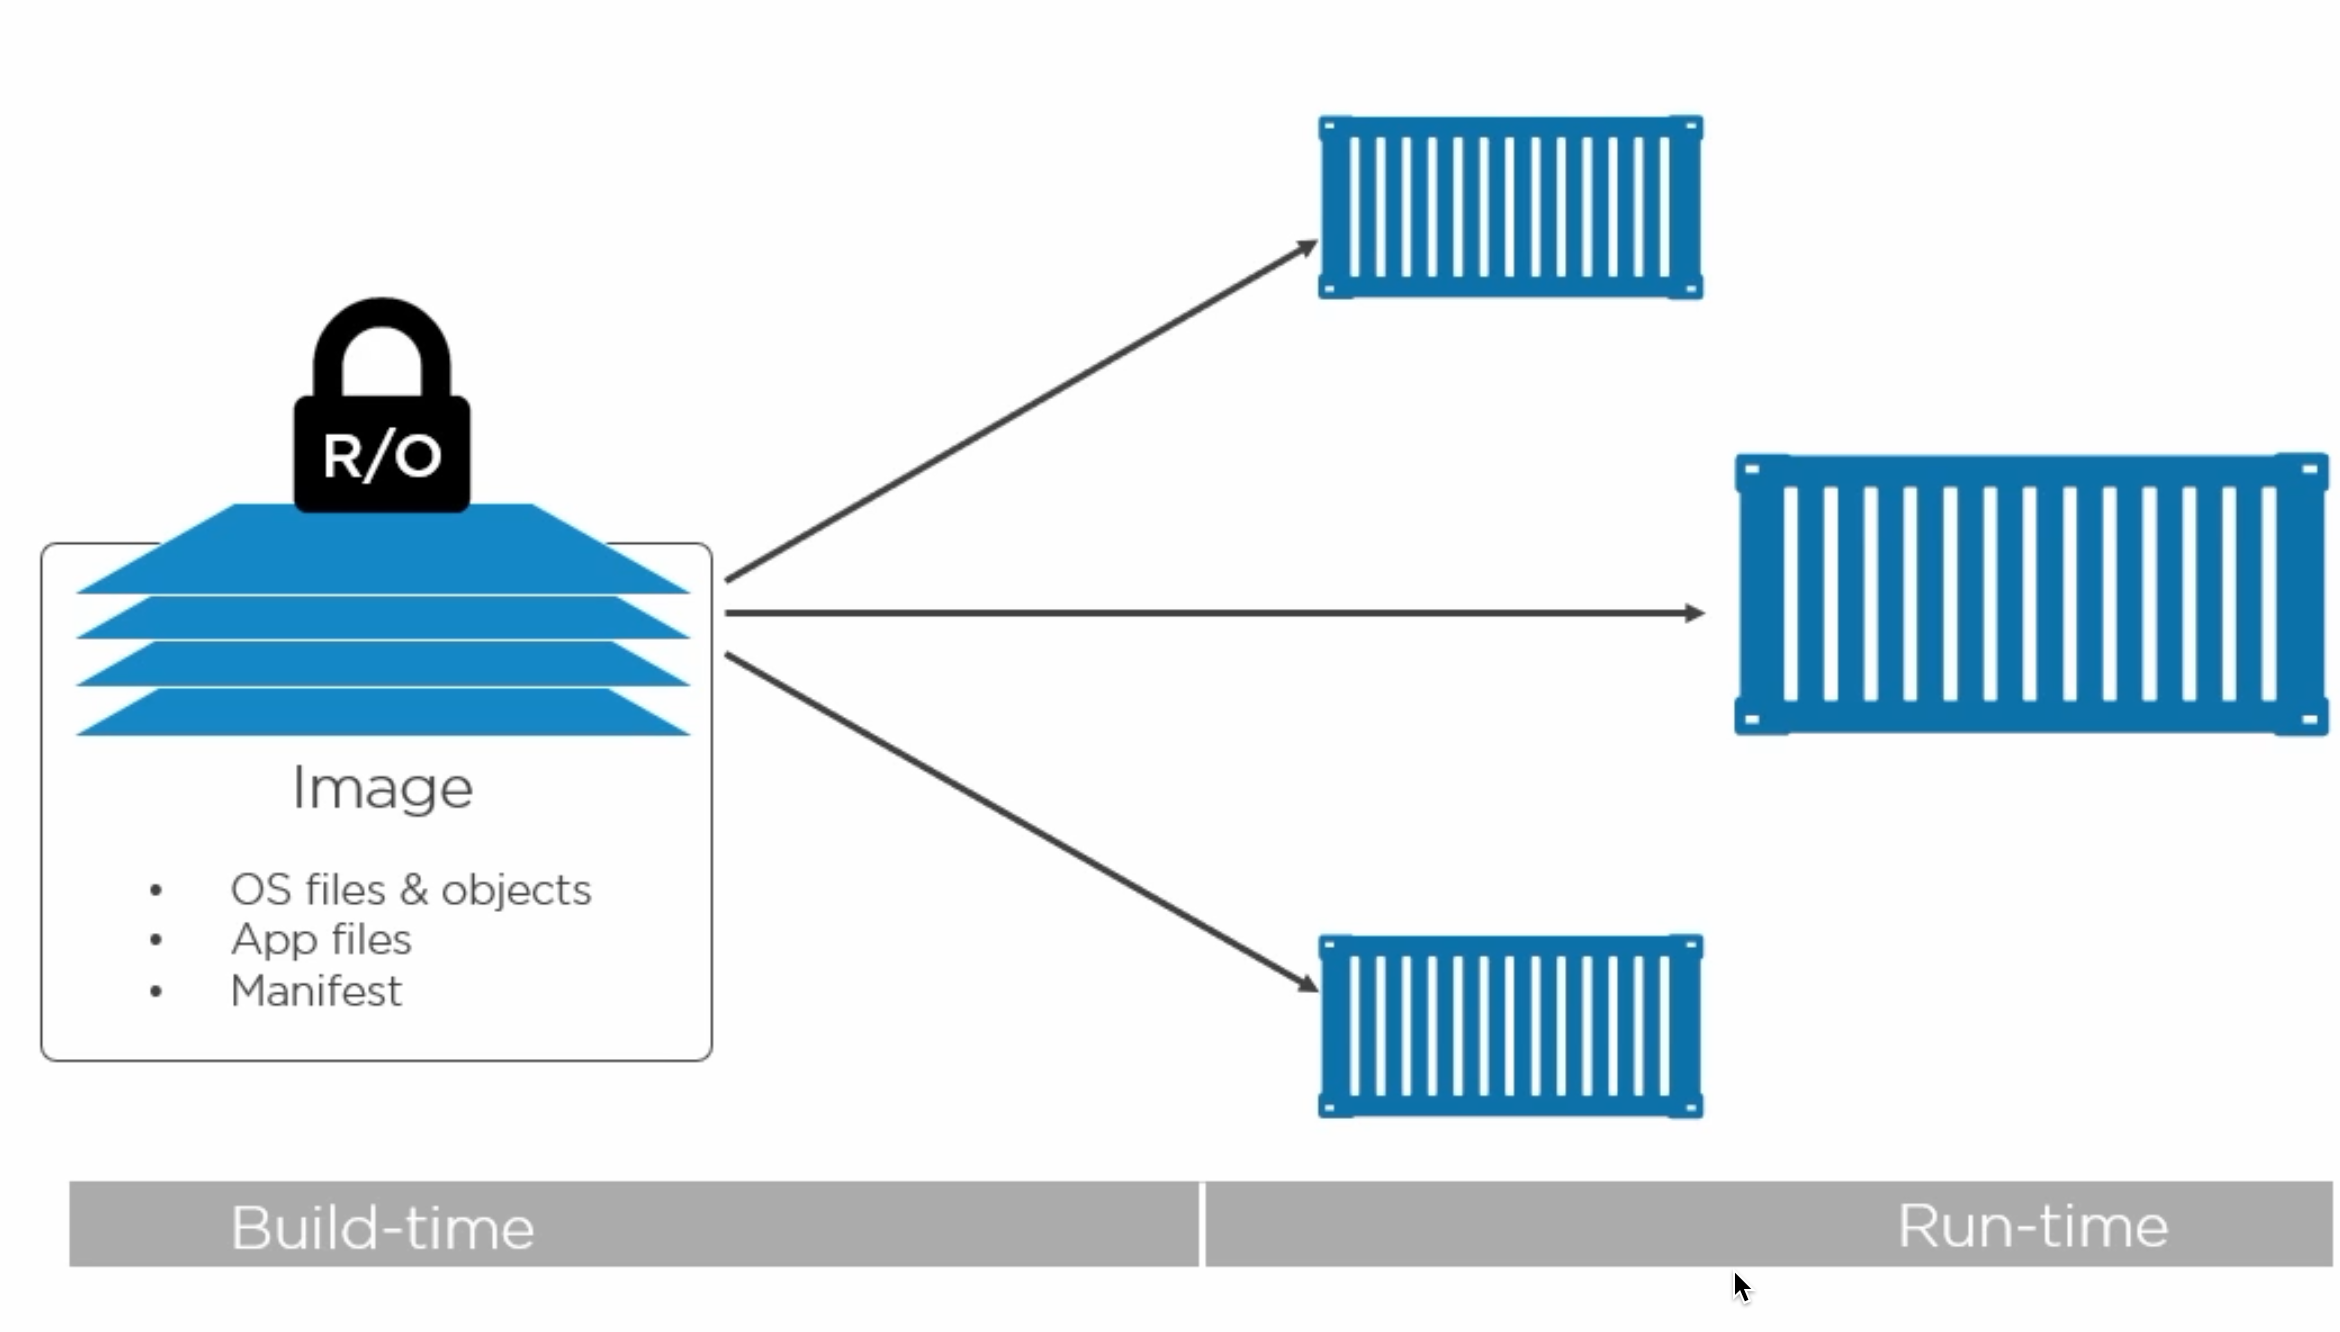 R/O
Image
• OS files & objects
• App files
• Manifest
Build-time
Run-time